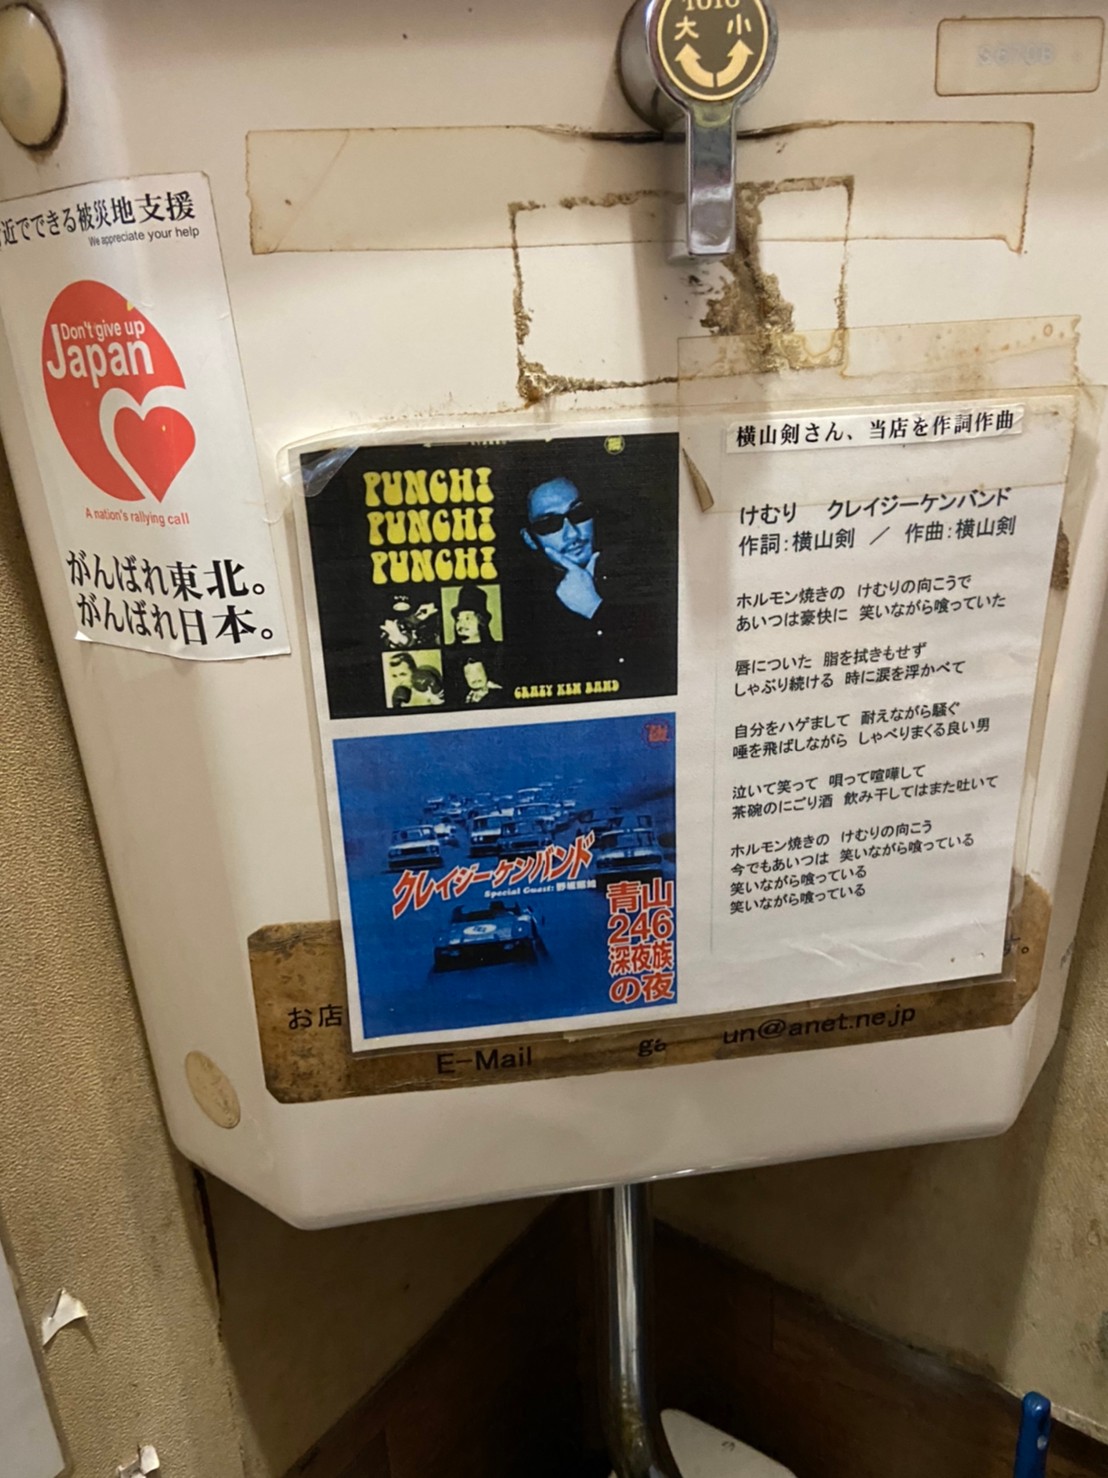 TOTO
大 小
近でできる被災地支援
We appreciate your help
Don't give up
Japan
A nation's rallying call
がんばれ東北。
がんばれ日本。
PUNCH!
PUNCH!
PUNCH!
CRAZY KEN BAND
クレイジーケンバンド
Special Guest:
青山
246
深夜族
の夜
横山剣さん、当店を作詞作曲
けむり クレイジーケンバンド
作詞:横山剣 / 作曲:横山剣
ホルモン焼きの けむりの向こうで
あいつは豪快に 笑いながら喰っていた
唇についた 脂を拭きもせず
しゃぶり続ける 時に涙を浮かべて
自分をハゲまして 耐えながら騒ぐ
唾を飛ばしながら しゃべりまくる良い男
泣いて笑って 唄って喧嘩して
茶碗のにごり酒 飲み干してはまた吐いて
ホルモン焼きの けむりの向こう
今でもあいつは 笑いながら喰っている
笑いながら喰っている
笑いながら喰っている
お店
E-Mail un@anet.ne.jp